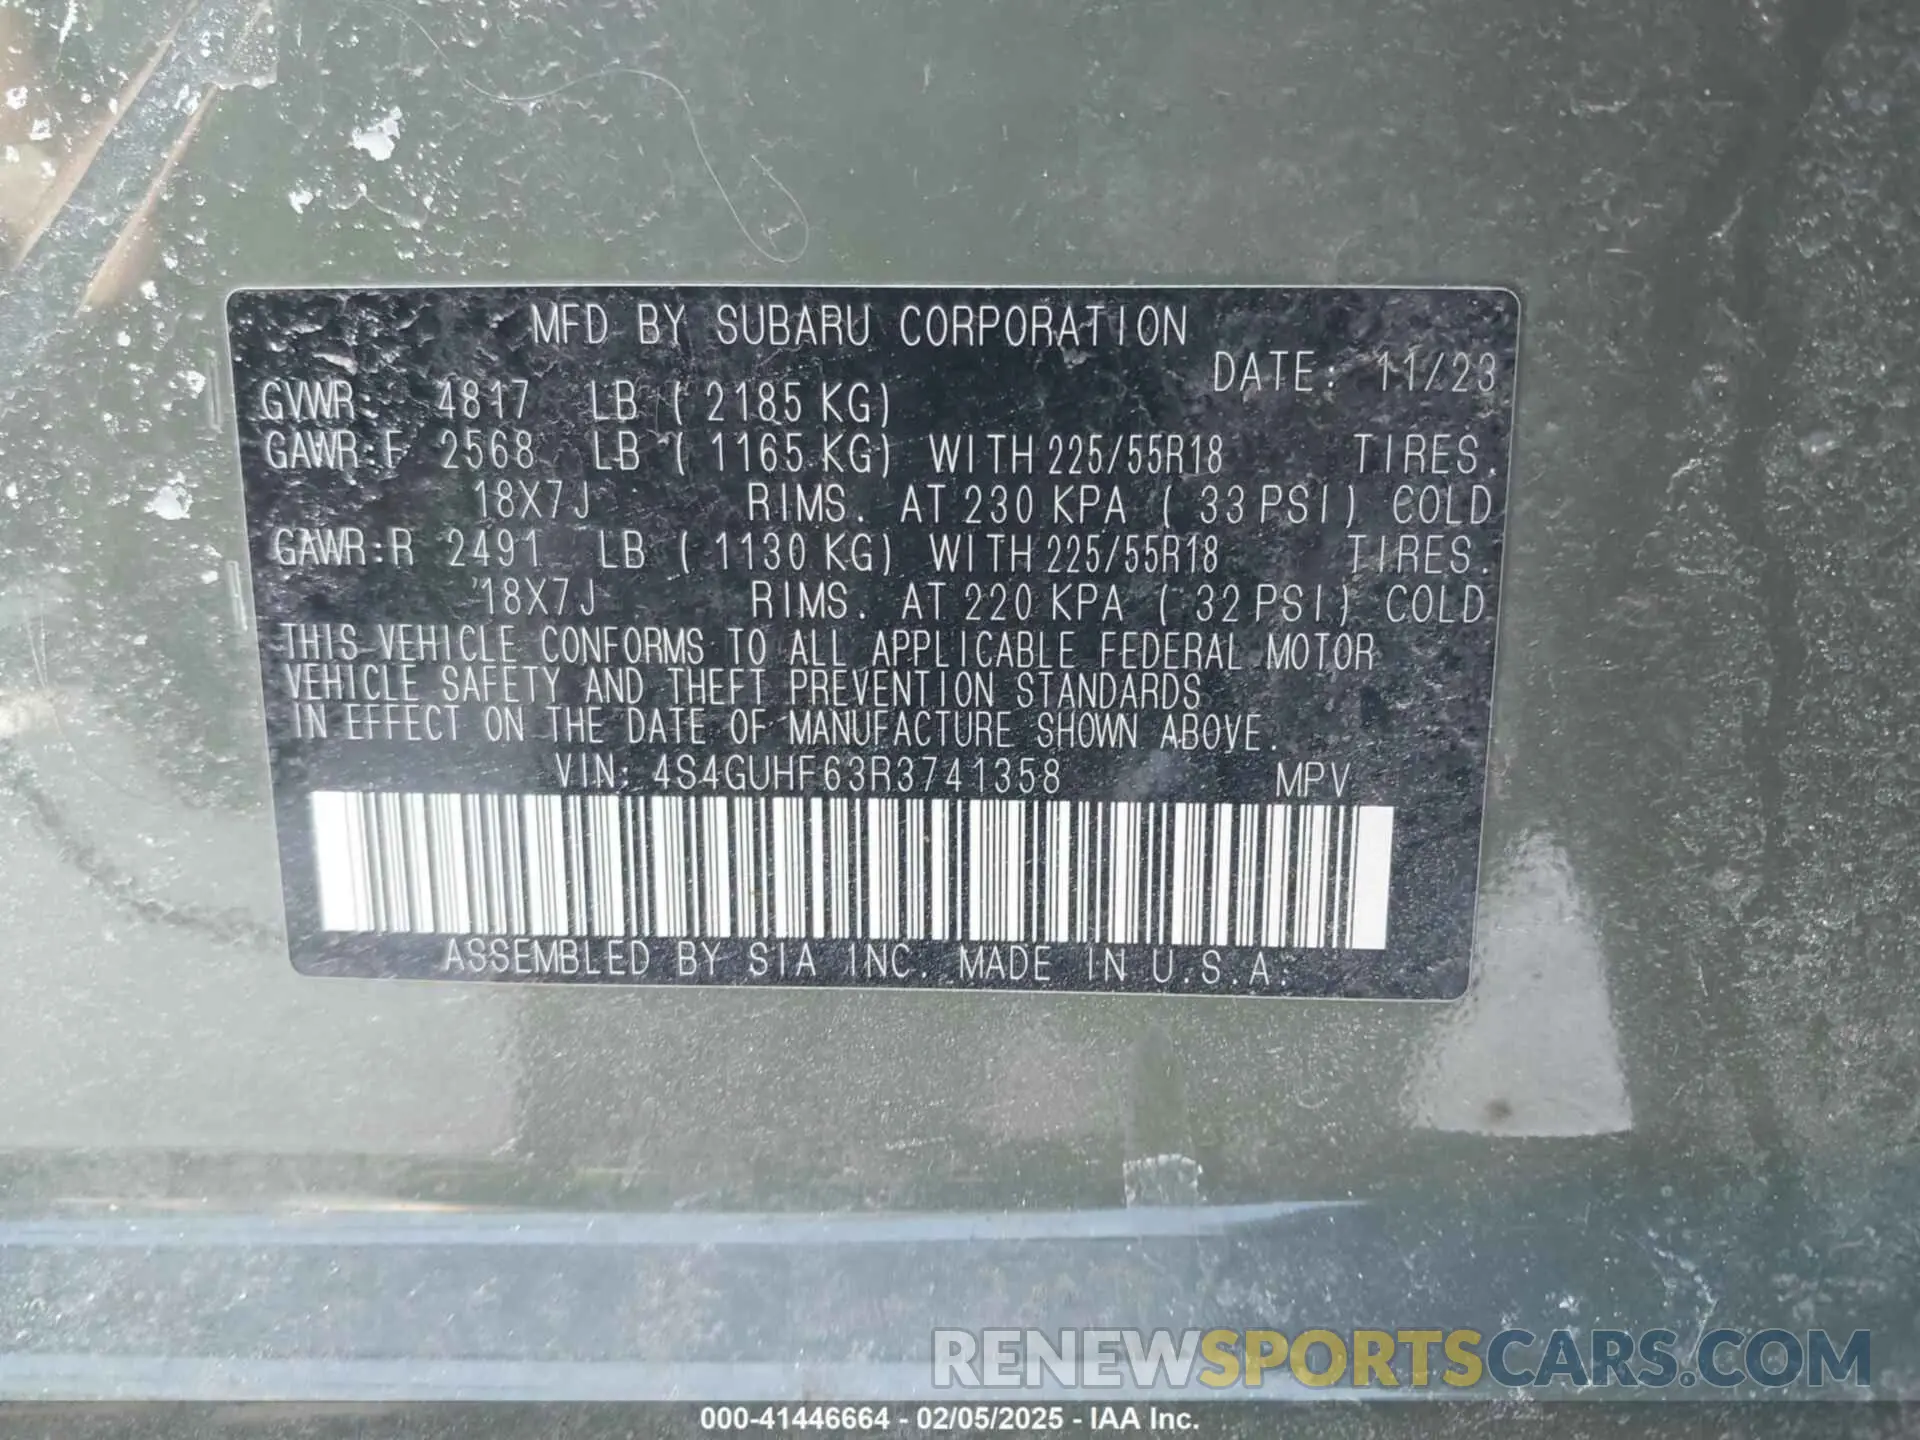 MFD BY SUBARU CORPORATION
DATE: 11/23
GVWR: 4817 LB ( 2185 KG)
GAWR:F 2568 LB ( 1165 KG) WITH 225/55R18 TIRES.
18X7J RIMS. AT 230 KPA ( 33 PSI) COLD
GAWR:R 2491 LB ( 1130 KG) WITH 225/55R18 TIRES.
18X7J RIMS. AT 220 KPA ( 32 PSI) COLD
THIS VEHICLE CONFORMS TO ALL APPLICABLE FEDERAL MOTOR
VEHICLE SAFETY AND THEFT PREVENTION STANDARDS
IN EFFECT ON THE DATE OF MANUFACTURE SHOWN ABOVE.
VIN: 4S4GUHF63R3741358 MPV
ASSEMBLED BY SIA INC. MADE IN U.S.A.
RENEWSPORTSCARS.COM
000-41446664 - 02/05/2025 - IAA Inc.